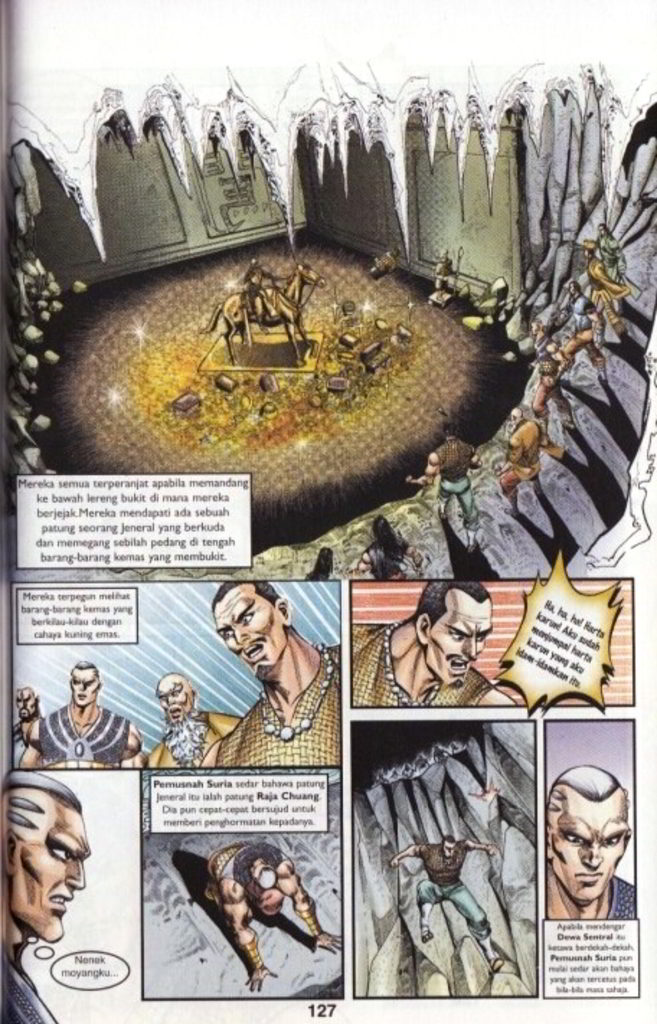 Mereka semua terperanjat apabila memandang
ke bawah lereng bukit di mana mereka
berjejak.Mereka mendapati ada sebuah
patung seorang Jeneral yang berkuda
dan memegang sebilah pedang di tengah
barang-barang kemas yang membukit.
Mereka terpegun melihat
barang-barang kemas yang
berkilau-kilau dengan
cahaya kuning emas.
Ha, ha, ha! Harta
karun! Aku
menjumpai harta
karun yang aku
idam-idamkan itu.
Pemusnah Suria sedar bahawa patung
Jeneral itu ialah patung Raja Chuang.
Dia pun cepat-cepat bersujud untuk
memberi penghormatan kepadanya.
Nenek
moyangku...
Apabila mendengar
Dewa Sentral itu
ketawa berdekah-dekah,
Pemusnah Suria pun
mulai sedar akan bahaya
yang akan tercetus pada
bila-bila masa sahaja.
127